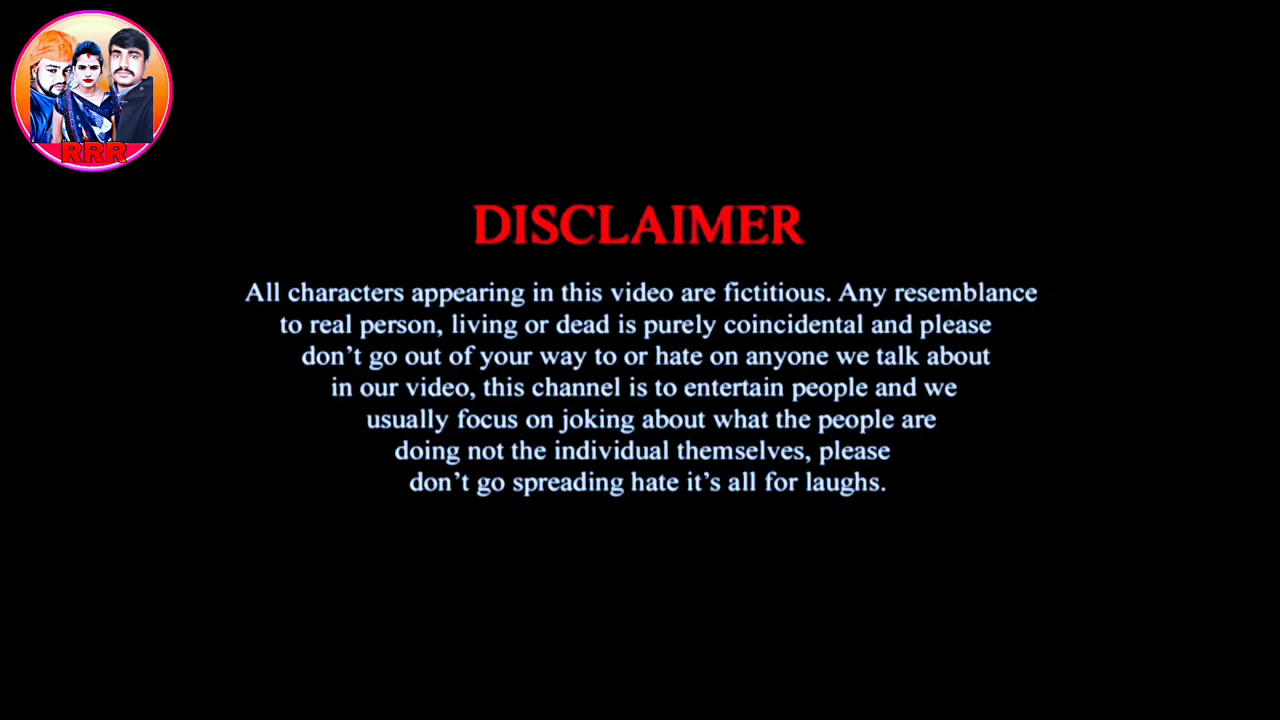 RRR
DISCLAIMER
All characters appearing in this video are fictitious. Any resemblance
to real person, living or dead is purely coincidental and please
don’t go out of your way to or hate on anyone we talk about
in our video, this channel is to entertain people and we
usually focus on joking about what the people are
doing not the individual themselves, please
don’t go spreading hate it’s all for laughs.